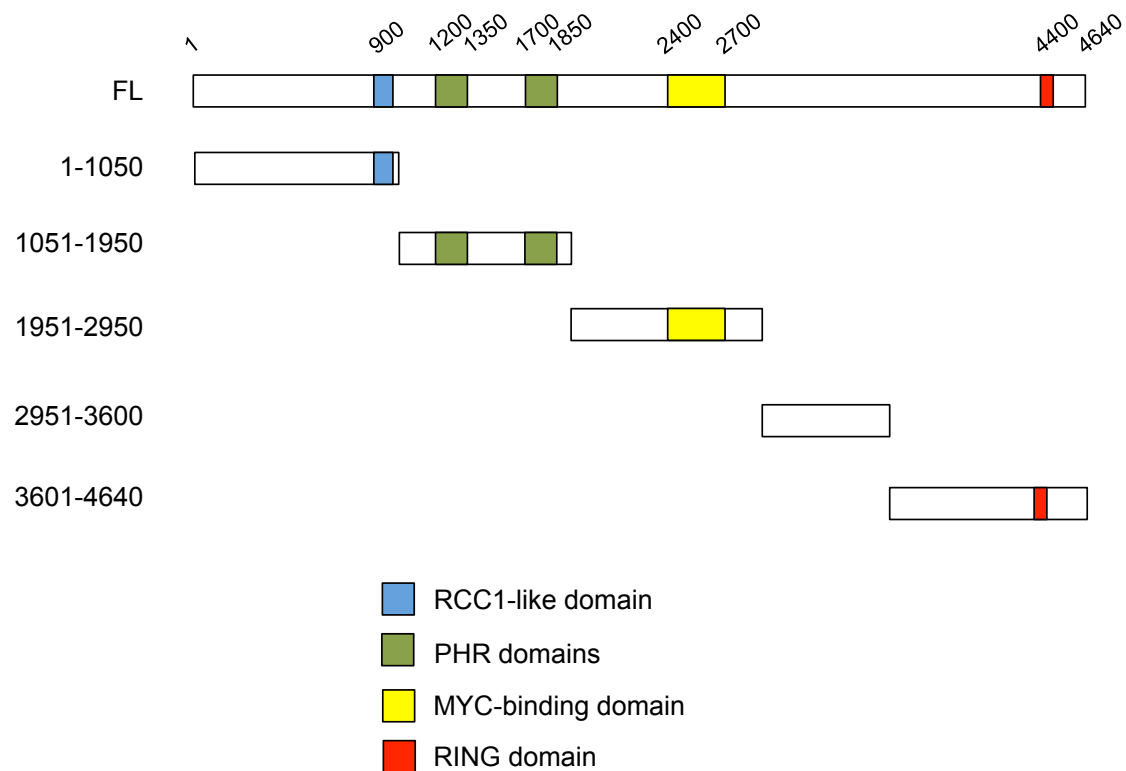 1 900 1200 1350 1700 1850 2400 2700 4400 4640
FL
1-1050
1051-1950
1951-2950
2951-3600
3601-4640
RCC1-like domain
PHR domains
MYC-binding domain
RING domain